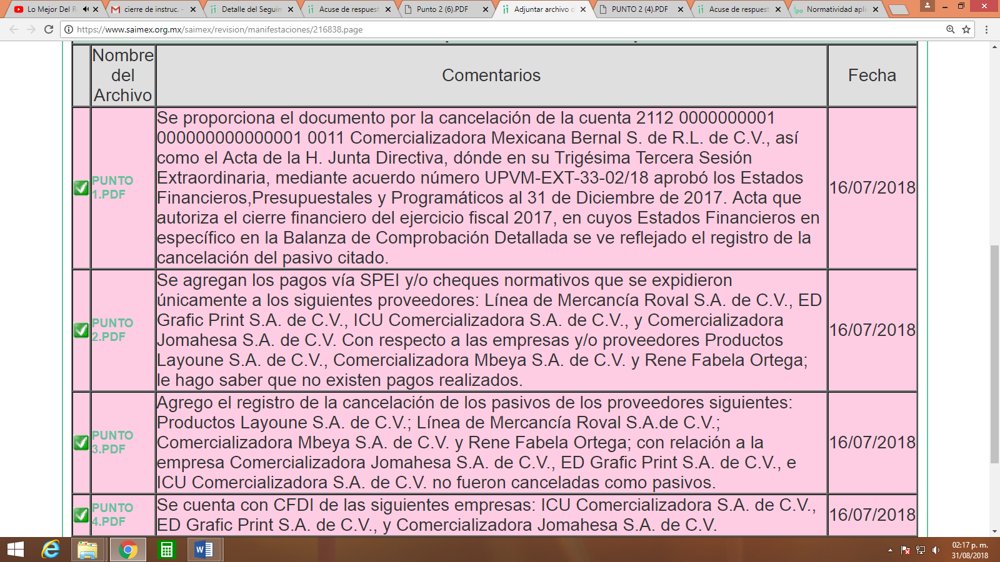 Lo Mejor Del R
cierre de instruc. -
Detalle del Seguim
Acuse de respuest
Punto 2 (6).PDF
Adjuntar archivo d
PUNTO 2 (4).PDF
Acuse de respuest
Normatividad apli
https://www.saimex.org.mx/saimex/revision/manifestaciones/216838.page
Nombre
del
Archivo
Comentarios
Fecha
PUNTO
1.PDF
Se proporciona el documento por la cancelación de la cuenta 2112 0000000001
000000000000001 0011 Comercializadora Mexicana Bernal S. de R.L. de C.V., así
como el Acta de la H. Junta Directiva, dónde en su Trigésima Tercera Sesión
Extraordinaria, mediante acuerdo número UPVM-EXT-33-02/18 aprobó los Estados
Financieros,Presupuestales y Programáticos al 31 de Diciembre de 2017. Acta que
autoriza el cierre financiero del ejercicio fiscal 2017, en cuyos Estados Financieros en
específico en la Balanza de Comprobación Detallada se ve reflejado el registro de la
cancelación del pasivo citado.
16/07/2018
PUNTO
2.PDF
Se agregan los pagos vía SPEI y/o cheques normativos que se expidieron
únicamente a los siguientes proveedores: Línea de Mercancía Roval S.A. de C.V., ED
Grafic Print S.A. de C.V., ICU Comercializadora S.A. de C.V., y Comercializadora
Jomahesa S.A. de C.V. Con respecto a las empresas y/o proveedores Productos
Layoune S.A. de C.V., Comercializadora Mbeya S.A. de C.V. y Rene Fabela Ortega;
le hago saber que no existen pagos realizados.
16/07/2018
PUNTO
3.PDF
Agrego el registro de la cancelación de los pasivos de los proveedores siguientes:
Productos Layoune S.A. de C.V.; Línea de Mercancía Roval S.A.de C.V.;
Comercializadora Mbeya S.A. de C.V. y Rene Fabela Ortega; con relación a la
empresa Comercializadora Jomahesa S.A. de C.V., ED Grafic Print S.A. de C.V., e
ICU Comercializadora S.A. de C.V. no fueron canceladas como pasivos.
16/07/2018
PUNTO
4.PDF
Se cuenta con CFDI de las siguientes empresas: ICU Comercializadora S.A. de C.V.,
ED Grafic Print S.A. de C.V., y Comercializadora Jomahesa S.A. de C.V.
16/07/2018
02:17 p. m.
31/08/2018